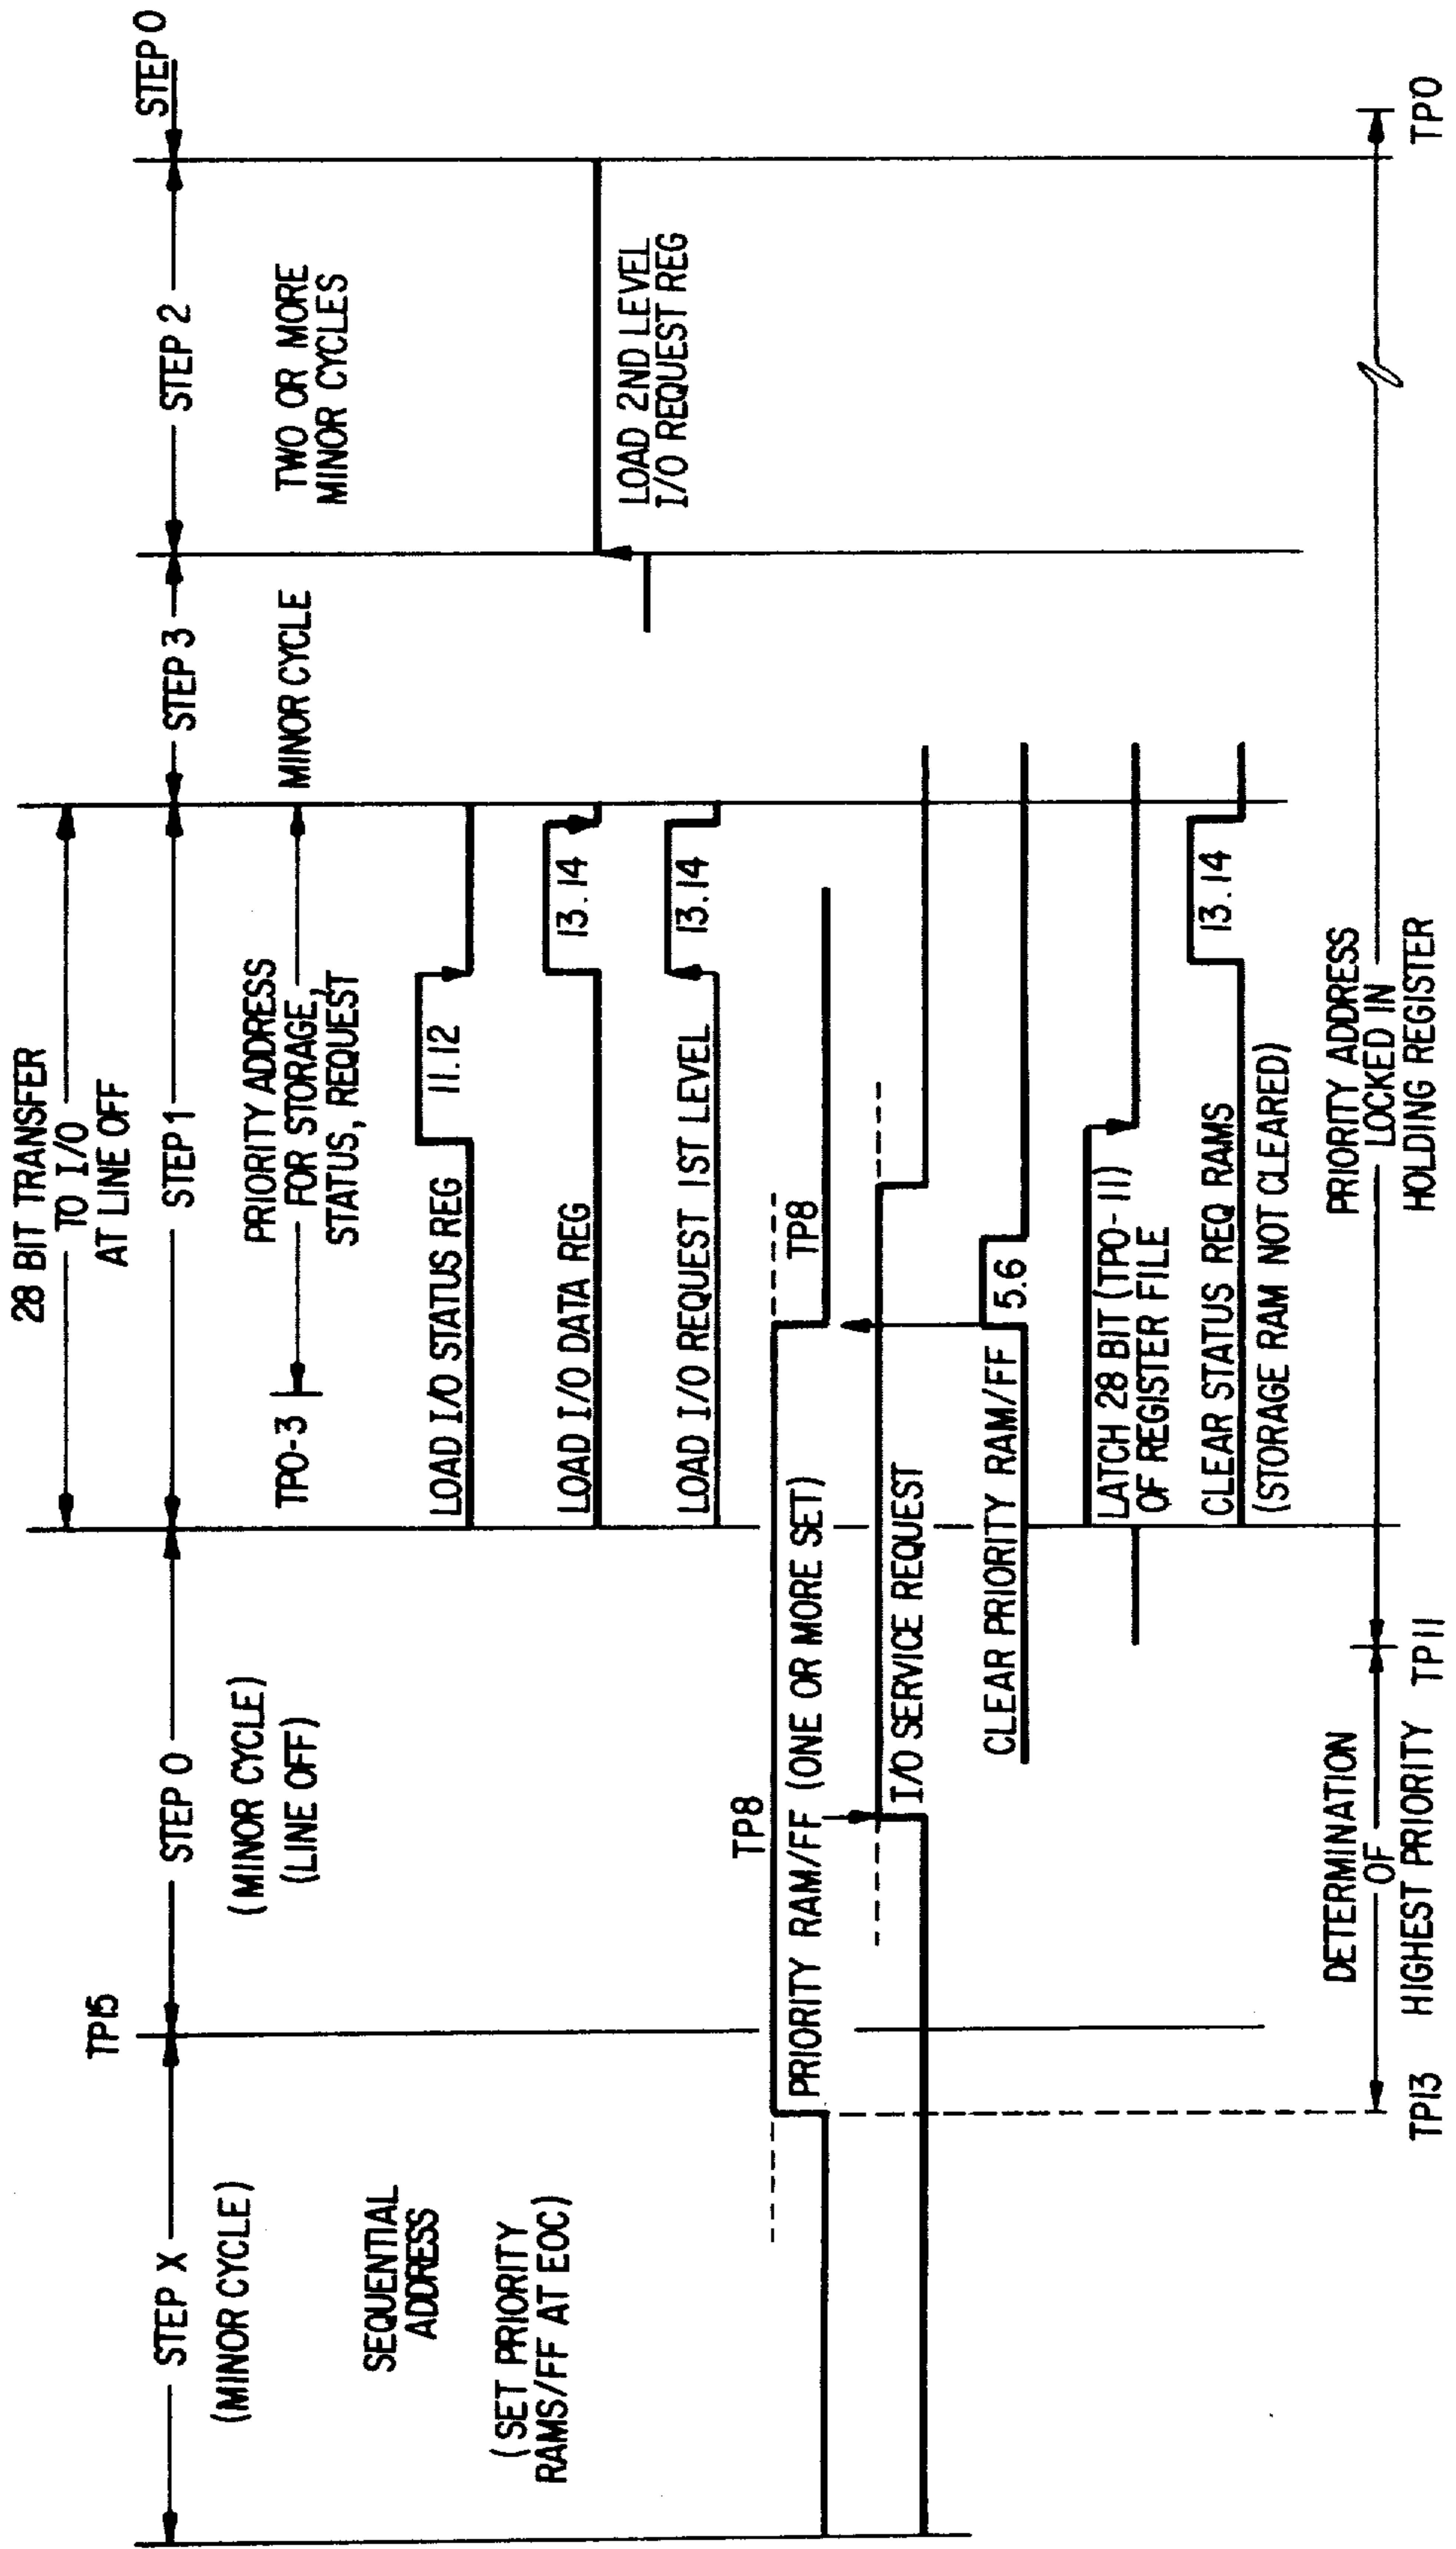 28 BIT TRANSFER
TO I/O
AT LINE OFF
TP15
STEP X
STEP 0
STEP 1
STEP 3
STEP 2
STEP 0
(MINOR CYCLE)
(MINOR CYCLE)
(LINE OFF)
TP0-3
PRIORITY ADDRESS
FOR STORAGE,
STATUS, REQUEST
MINOR CYCLE
TWO OR MORE
MINOR CYCLES
SEQUENTIAL
ADDRESS
(SET PRIORITY
RAMS/FF AT EOC)
LOAD I/O STATUS REG
11.12
LOAD I/O DATA REG
13.14
LOAD 2ND LEVEL
I/O REQUEST REG
LOAD I/O REQUEST 1ST LEVEL
13.14
TP8
PRIORITY RAM/FF (ONE OR MORE SET)
TP8
I/O SERVICE REQUEST
CLEAR PRIORITY RAM/FF
5.6
LATCH 28 BIT (TP0-11)
OF REGISTER FILE
CLEAR STATUS REQ RAMS
13.14
(STORAGE RAM NOT CLEARED)
DETERMINATION
OF
HIGHEST PRIORITY
PRIORITY ADDRESS
LOCKED IN
HOLDING REGISTER
TP13
TP11
TP0